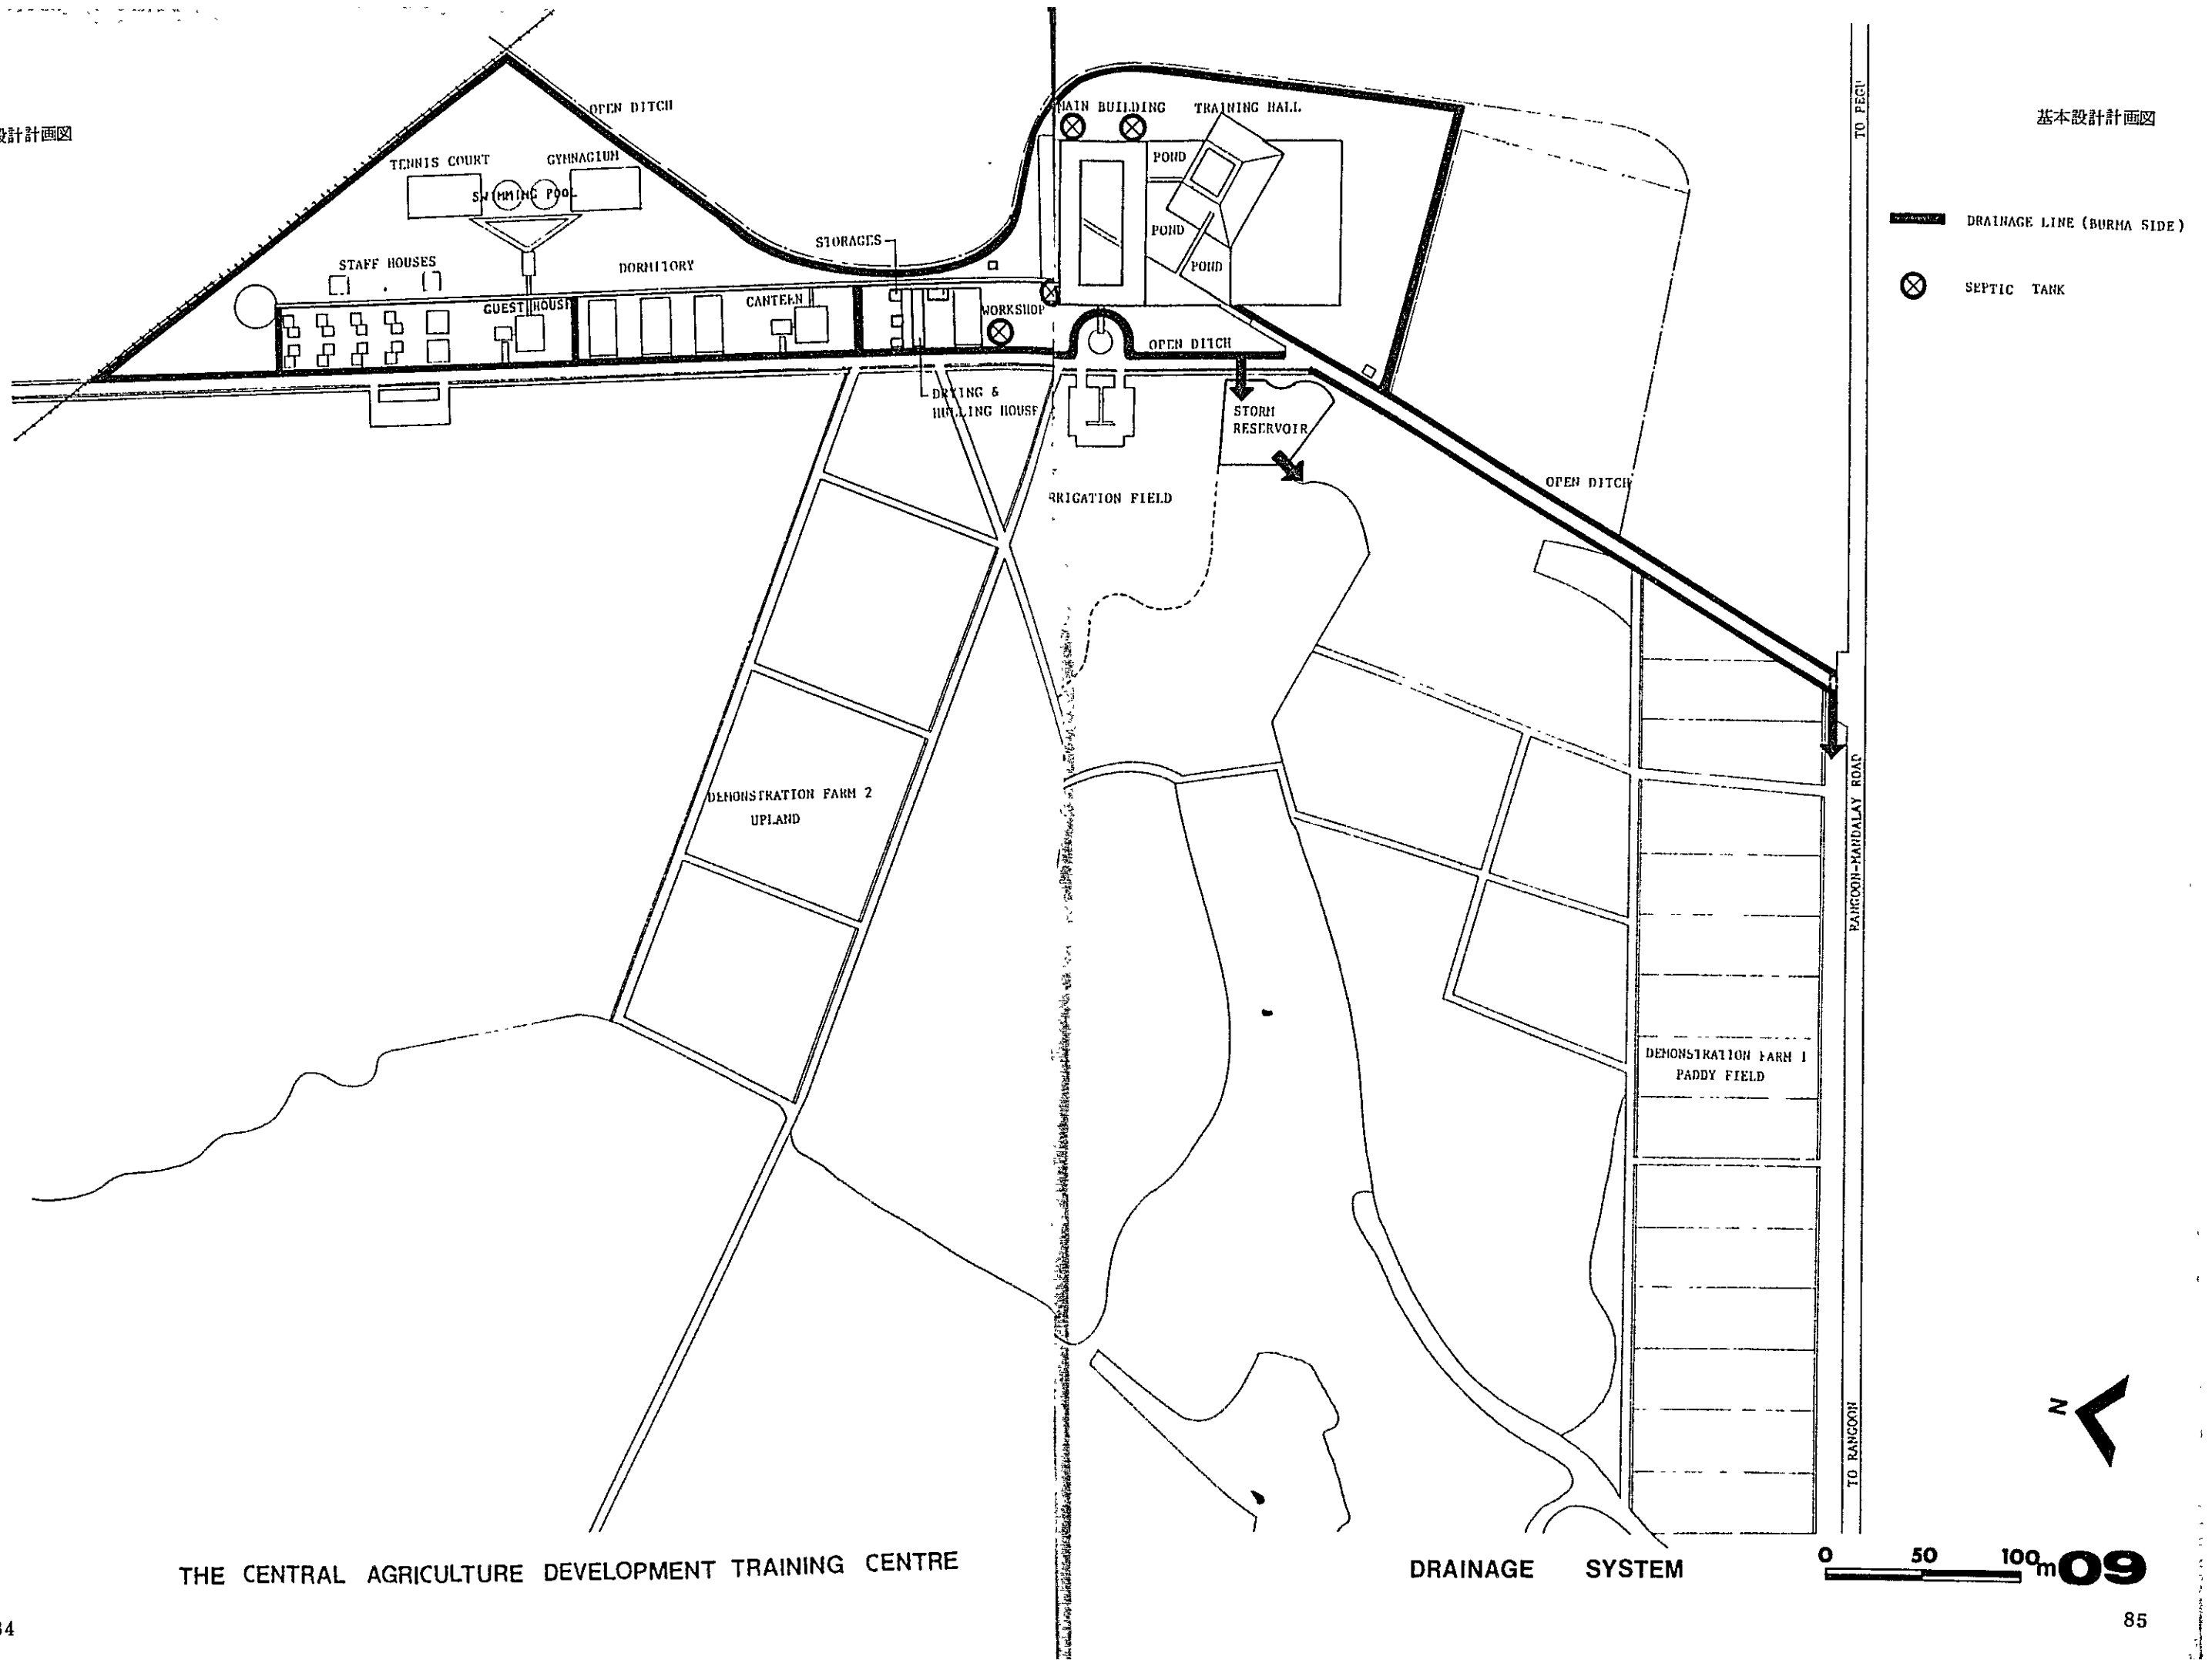 設計計画図
基本設計計画図
TO PEGU
OPEN DITCH
MAIN BUILDING
TRAINING HALL
TENNIS COURT
GYMNAGIUM
SWIMMING POOL
POND
POND
POND
DRAINAGE LINE (BURMA SIDE)
SEPTIC TANK
STORAGES
STAFF HOUSES
DORMITORY
GUEST HOUSE
CANTEEN
WORKSHOP
OPEN DITCH
DRYING &
HULLING HOUSE
STORM
RESERVOIR
OPEN DITCH
RRIGATION FIELD
DEMONSTRATION FARM 2
UPLAND
RANGOON-MANDALAY ROAD
DEMONSTRATION FARM 1
PADDY FIELD
TO RANGOON
N
THE CENTRAL AGRICULTURE DEVELOPMENT TRAINING CENTRE
DRAINAGE SYSTEM
0 50 100m
09
85